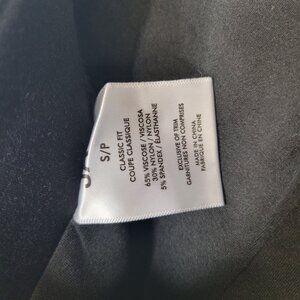 S/P
CLASSIC FIT
COUPE CLASSIQUE
65% VISCOSE / VISCOSA
30% NYLON / NYLON
5% SPANDEX / ÉLASTHANNE
EXCLUSIVE OF TRIM
GARNITURES NON COMPRISES
MADE IN CHINA
FABRIQUÉ EN CHINE